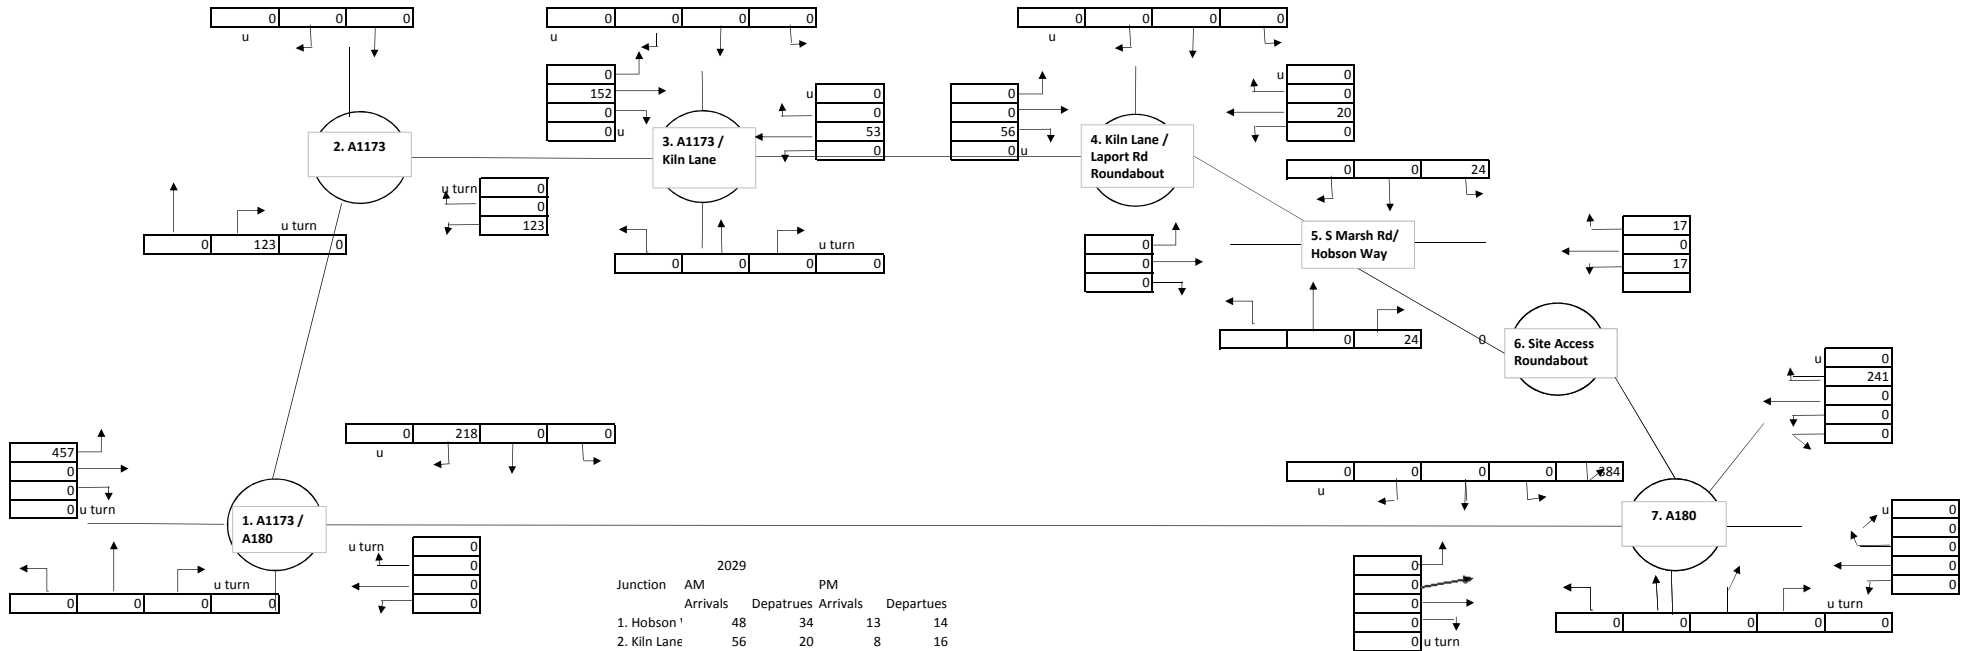 0 0 0
u
0 0 0 0
u
0 0 0 0
u
0
152
0
0 u
u 0
0
53
0
0
0
56
0 u
u 0
0
20
0
2. A1173
3. A1173 /
Kiln Lane
4. Kiln Lane /
Laport Rd
Roundabout
0 0 24
u turn 0
0
123
u turn
0 123 0
u turn
0 0 0 0
0
0
0
5. S Marsh Rd/
Hobson Way
17
0
17
0 24
0
6. Site Access
Roundabout
u 0
241
0
0
0
0 218 0 0
u
457
0
0
0 u turn
0 0 0 0 384
u
1. A1173 /
A180
7. A180
u 0
0
0
0
0
u turn 0
0
0
0
u turn
0 0 0 0
0
0
0
0
0 u turn
u turn
0 0 0 0 0
2029
Junction AM PM
Arrivals Depatrues Arrivals Departues
1. Hobson 48 34 13 14
2. Kiln Lane 56 20 8 16